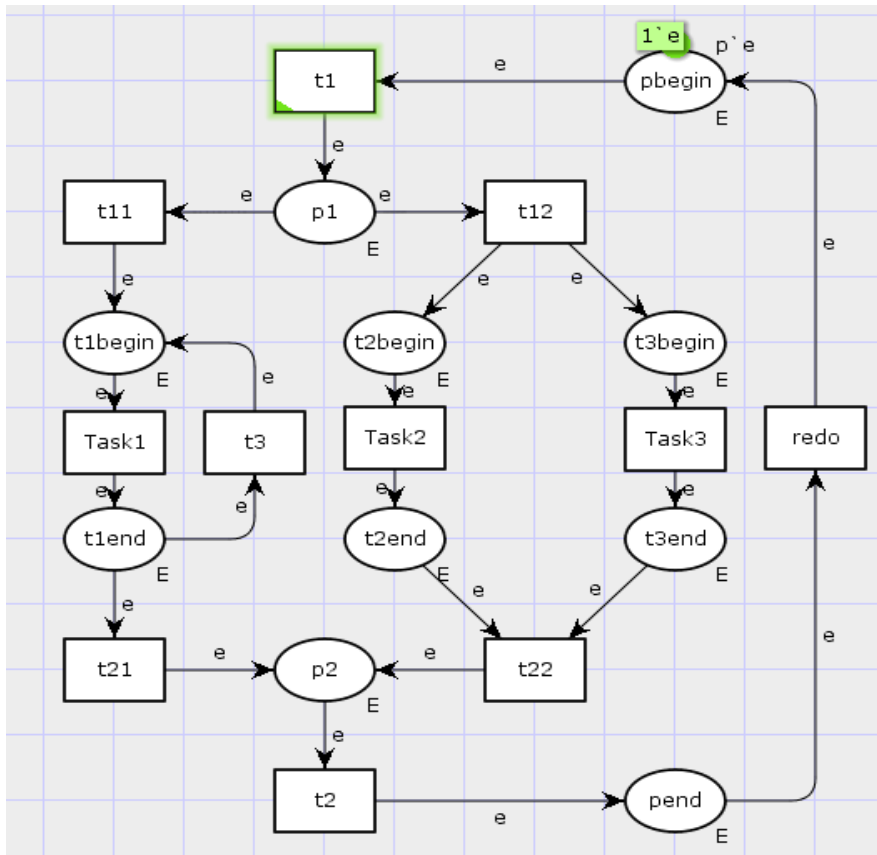 1`e
p`e
t1
e
pbegin
E
e
t11
e
p1
e
t12
E
e
e
e
e
t1begin
t2begin
t3begin
E
E
E
e
e
e
e
Task1
t3
Task2
Task3
redo
e
e
e
e
t1end
t2end
t3end
E
E
E
e
e
e
t21
e
p2
e
t22
e
E
e
t2
e
pend
E